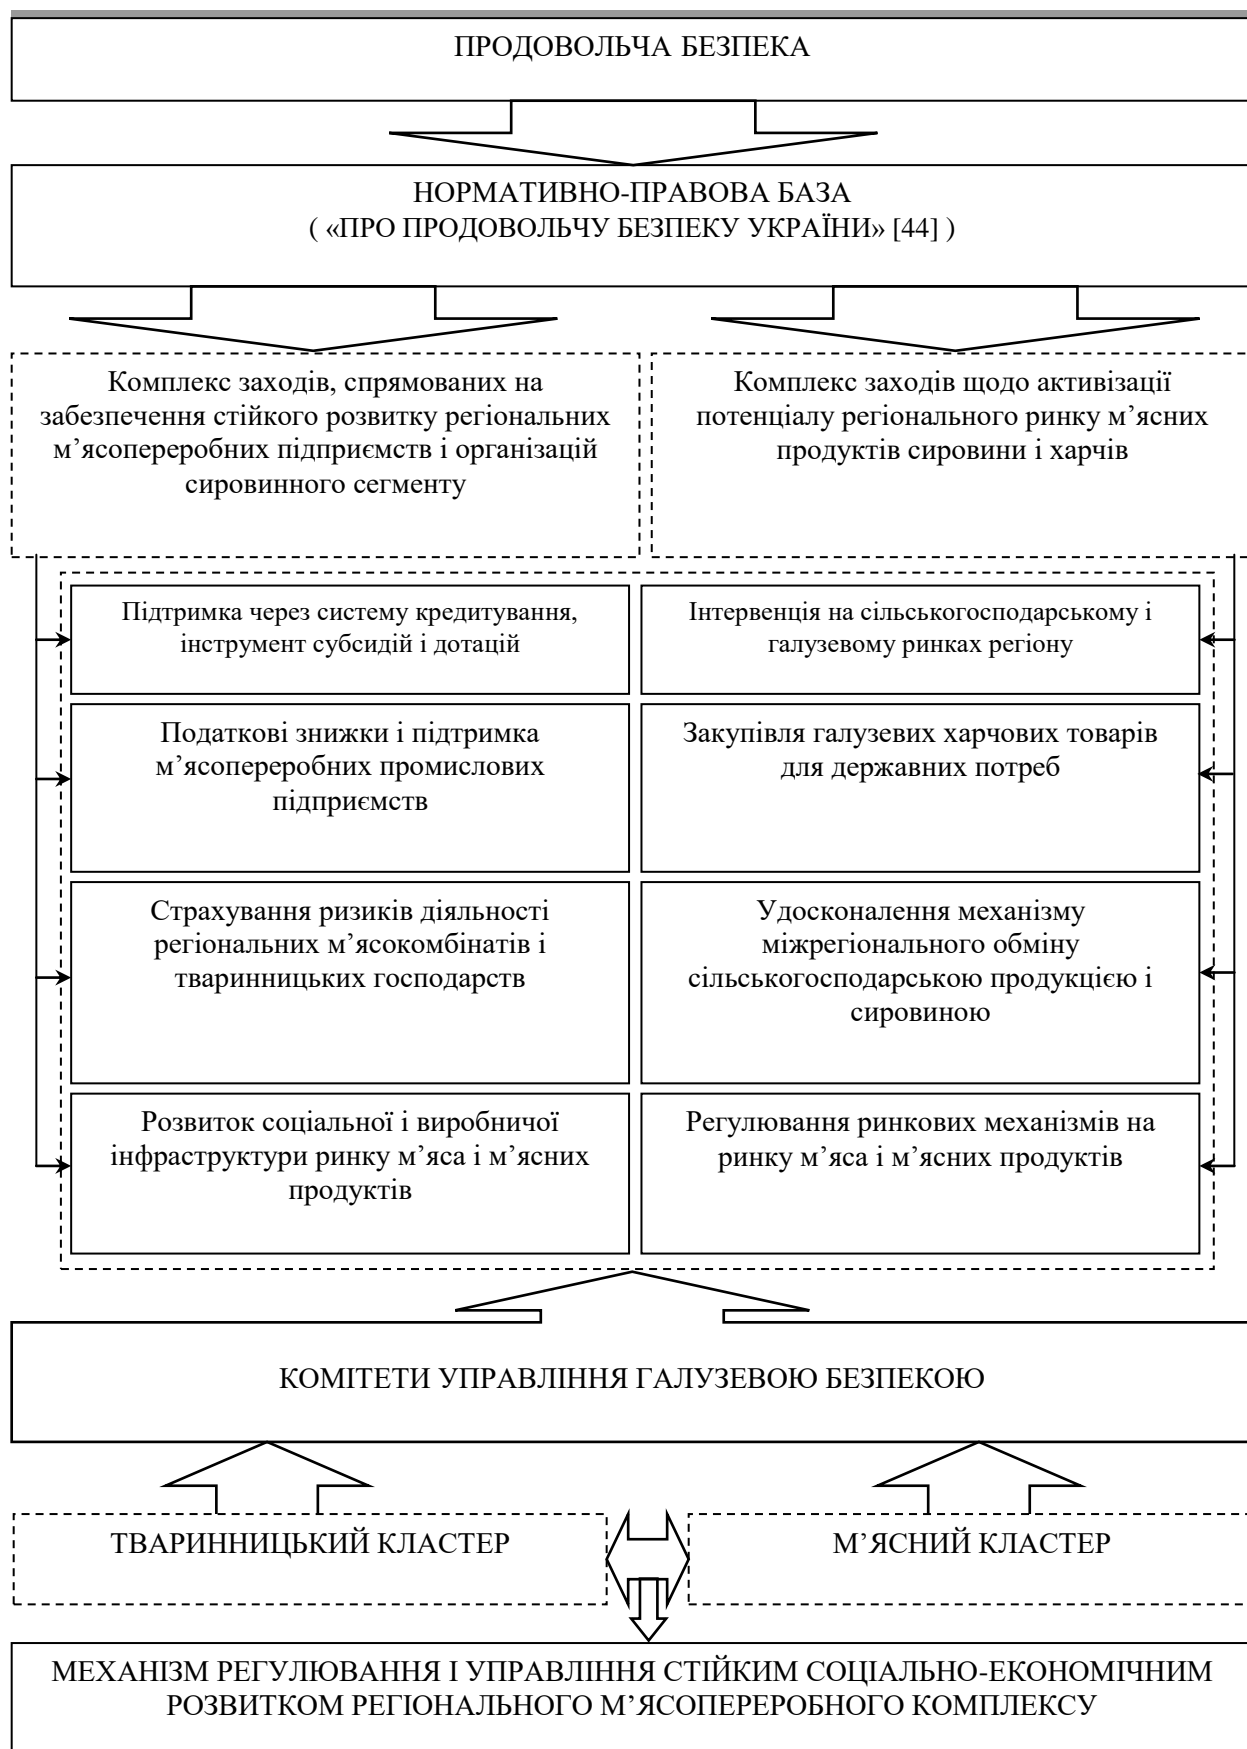 ПРОДОВОЛЬЧА БЕЗПЕКА
НОРМАТИВНО-ПРАВОВА БАЗА
( «ПРО ПРОДОВОЛЬЧУ БЕЗПЕКУ УКРАЇНИ» [44] )
Комплекс заходів, спрямованих на
забезпечення стійкого розвитку регіональних
м’ясопереробних підприємств і організацій
сировинного сегменту
Комплекс заходів щодо активізації
потенціалу регіонального ринку м’ясних
продуктів сировини і харчів
Підтримка через систему кредитування,
інструмент субсидій і дотацій
Інтервенція на сільськогосподарському і
галузевому ринках регіону
Податкові знижки і підтримка
м’ясопереробних промислових
підприємств
Закупівля галузевих харчових товарів
для державних потреб
Страхування ризиків діяльності
регіональних м’ясокомбінатів і
тваринницьких господарств
Удосконалення механізму
міжрегіонального обміну
сільськогосподарською продукцією і
сировиною
Розвиток соціальної і виробничої
інфраструктури ринку м’яса і м’ясних
продуктів
Регулювання ринкових механізмів на
ринку м’яса і м’ясних продуктів
КОМІТЕТИ УПРАВЛІННЯ ГАЛУЗЕВОЮ БЕЗПЕКОЮ
ТВАРИННИЦЬКИЙ КЛАСТЕР
М’ЯСНИЙ КЛАСТЕР
МЕХАНІЗМ РЕГУЛЮВАННЯ І УПРАВЛІННЯ СТІЙКИМ СОЦІАЛЬНО-ЕКОНОМІЧНИМ
РОЗВИТКОМ РЕГІОНАЛЬНОГО М’ЯСОПЕРЕРОБНОГО КОМПЛЕКСУ